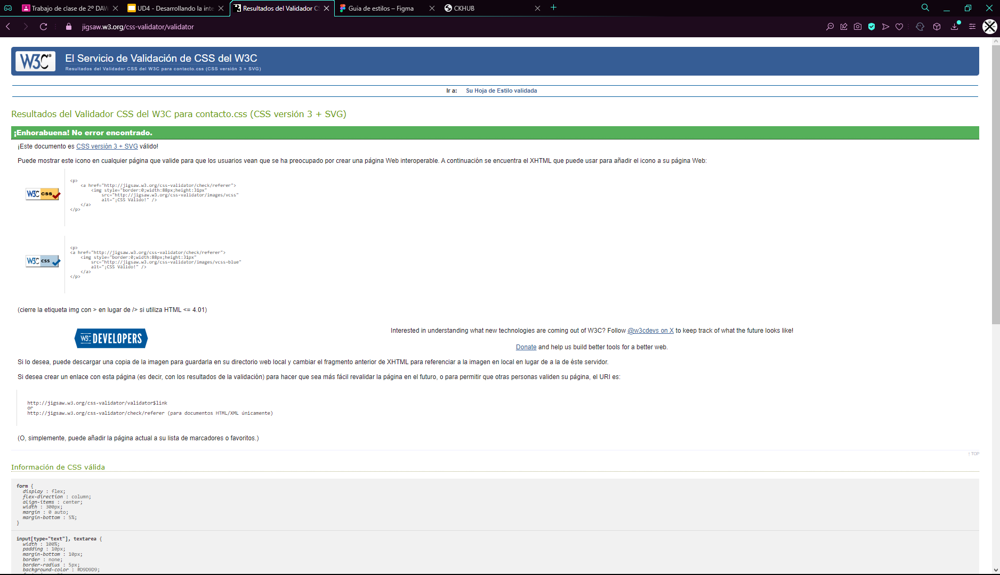 Trabajo de clase de 2º DAW
UD4 - Desarrollando la inte
Resultados del Validador CS
Guía de estilos – Figma
CKHUB
jigsaw.w3.org/css-validator/validator
W3C®
El Servicio de Validación de CSS del W3C
Resultados del Validador CSS del W3C para contacto.css (CSS versión 3 + SVG)
Ir a: Su Hoja de Estilo validada
Resultados del Validador CSS del W3C para contacto.css (CSS versión 3 + SVG)
¡Enhorabuena! No error encontrado.
¡Este documento es CSS versión 3 + SVG válido!
Puede mostrar este icono en cualquier página que valide para que los usuarios vean que se ha preocupado por crear una página Web interoperable. A continuación se encuentra el XHTML que puede usar para añadir el icono a su página Web:
W3C css
<p>
<a href="http://jigsaw.w3.org/css-validator/check/referer">
<img style="border:0;width:88px;height:31px"
src="http://jigsaw.w3.org/css-validator/images/vcss"
alt="¡CSS Válido!" />
</a>
</p>
W3C css
<p>
<a href="http://jigsaw.w3.org/css-validator/check/referer">
<img style="border:0;width:88px;height:31px"
src="http://jigsaw.w3.org/css-validator/images/vcss-blue"
alt="¡CSS Válido!" />
</a>
</p>
(cierre la etiqueta img con > en lugar de /> si utiliza HTML <= 4.01)
W3C DEVELOPERS
Interested in understanding what new technologies are coming out of W3C? Follow @w3cdevs on X to keep track of what the future looks like!
Donate and help us build better tools for a better web.
Si lo desea, puede descargar una copia de la imagen para guardarla en su directorio web local y cambiar el fragmento anterior de XHTML para referenciar a la imagen en local en lugar de a la de éste servidor.
Si desea crear un enlace con esta página (es decir, con los resultados de la validación) para hacer que sea más fácil revalidar la página en el futuro, o para permitir que otras personas validen su página, el URI es:
http://jigsaw.w3.org/css-validator/validator$link
or
http://jigsaw.w3.org/css-validator/check/referer (para documentos HTML/XML únicamente)
(O, simplemente, puede añadir la página actual a su lista de marcadores o favoritos.)
↑ TOP
Información de CSS válida
form {
display : flex;
flex-direction : column;
align-items : center;
width : 300px;
margin : 0 auto;
margin-bottom : 5%;
}
input[type="text"], textarea {
width : 100%;
padding : 10px;
margin-bottom : 10px;
border : none;
border-radius : 5px;
background-color : #D9D9D9;